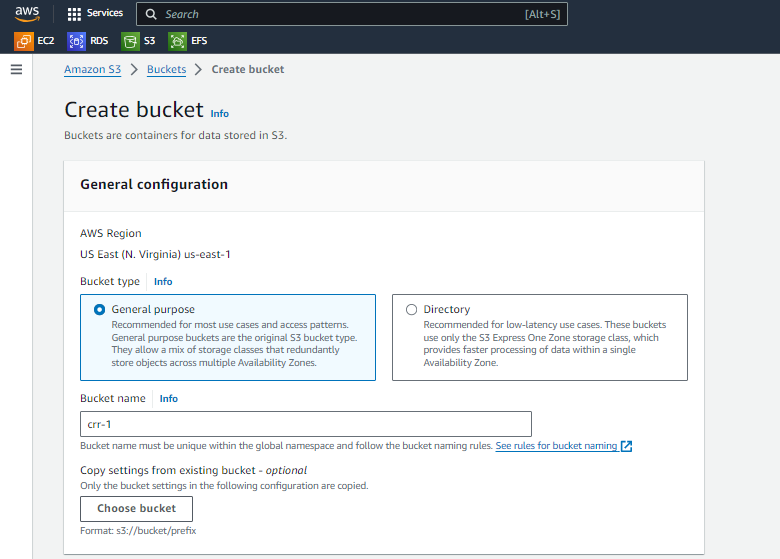 aws
Services
Search
[Alt+S]
EC2
RDS
S3
EFS
Amazon S3 > Buckets > Create bucket
Create bucket Info
Buckets are containers for data stored in S3.
General configuration
AWS Region
US East (N. Virginia) us-east-1
Bucket type
Info
General purpose
Recommended for most use cases and access patterns.
General purpose buckets are the original S3 bucket type.
They allow a mix of storage classes that redundantly
store objects across multiple Availability Zones.
Directory
Recommended for low-latency use cases. These buckets
use only the S3 Express One Zone storage class, which
provides faster processing of data within a single
Availability Zone.
Bucket name
Info
crr-1
Bucket name must be unique within the global namespace and follow the bucket naming rules. See rules for bucket naming
Copy settings from existing bucket - optional
Only the bucket settings in the following configuration are copied.
Choose bucket
Format: s3://bucket/prefix